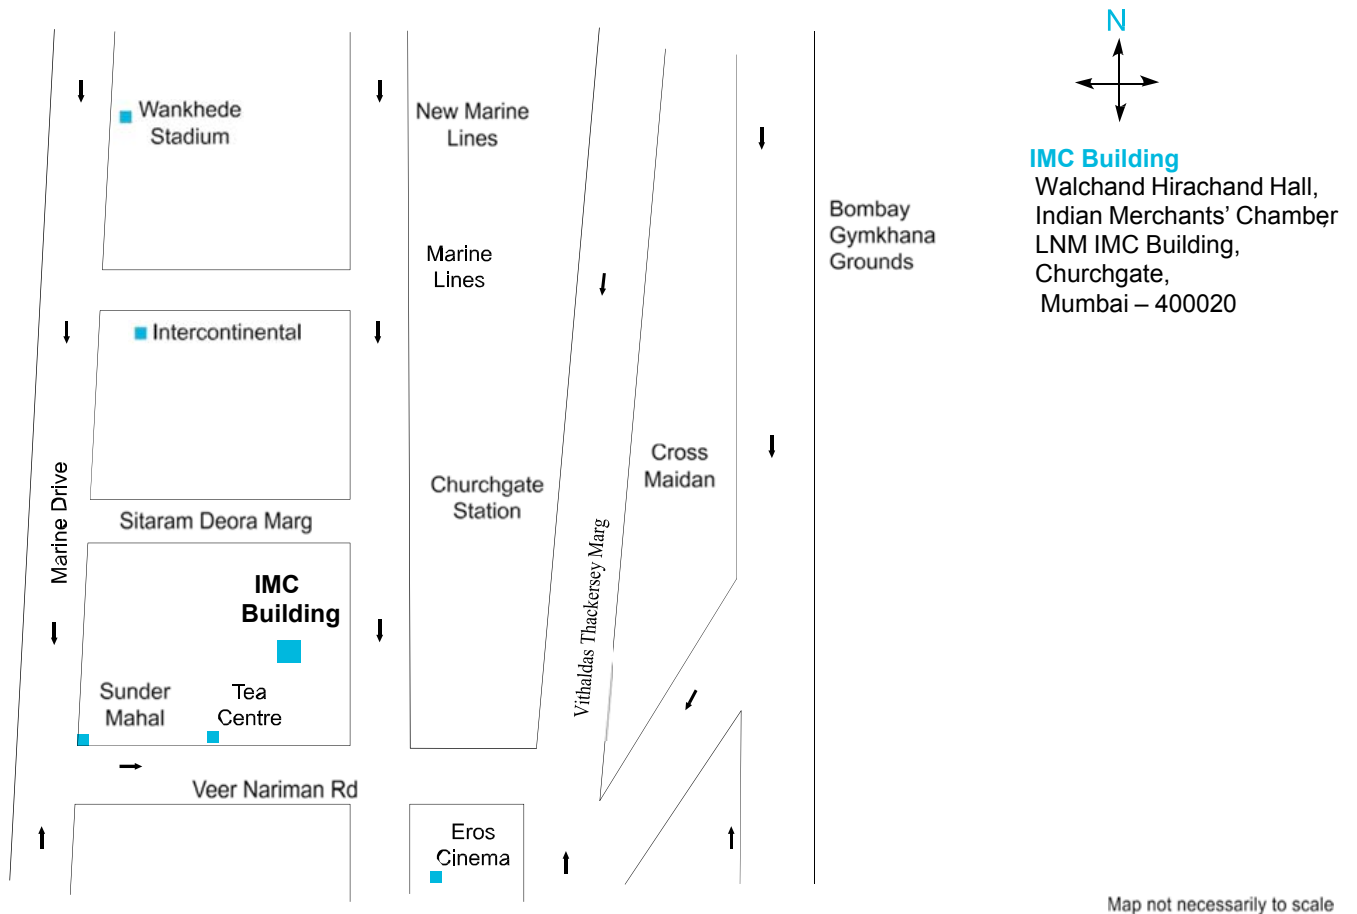 N
Wankhede
Stadium
New Marine
Lines
IMC Building
Walchand Hirachand Hall,
Indian Merchants’ Chamber,
LNM IMC Building,
Churchgate,
Mumbai – 400020
Bombay
Gymkhana
Grounds
Marine
Lines
Intercontinental
Cross
Maidan
Churchgate
Station
Marine Drive
Sitaram Deora Marg
Vithaldas Thackersey Marg
IMC
Building
Sunder
Mahal
Tea
Centre
Veer Nariman Rd
Eros
Cinema
Map not necessarily to scale